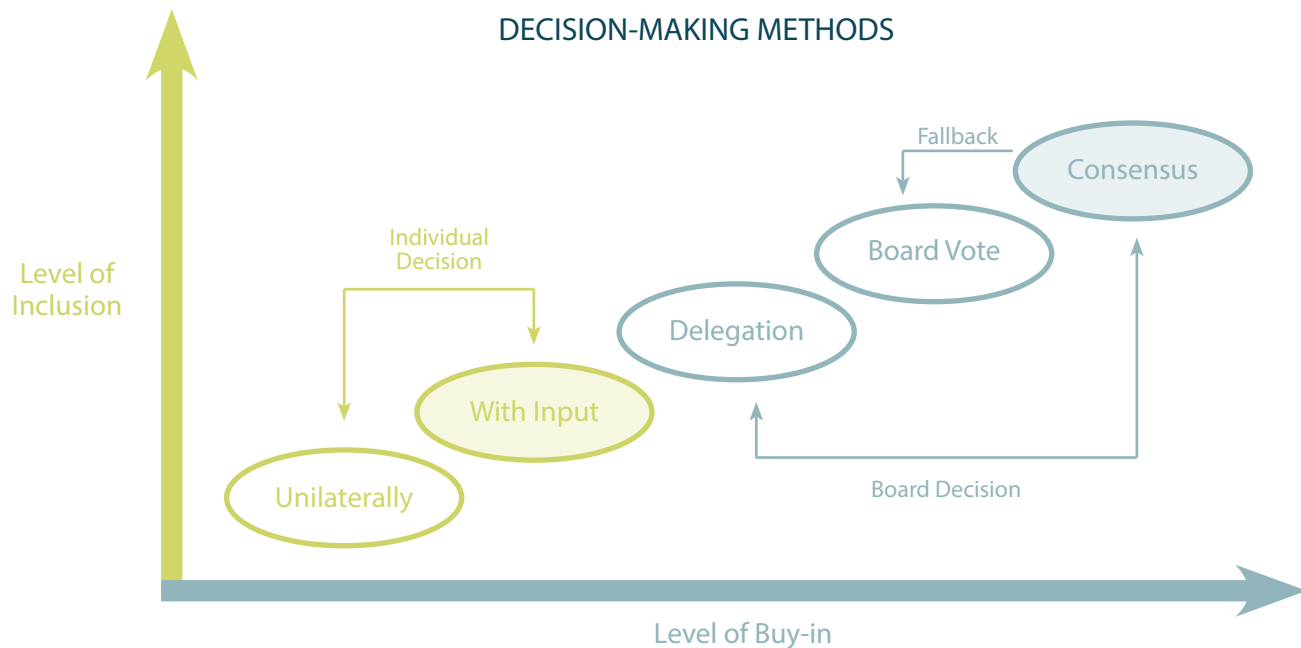 DECISION-MAKING METHODS
Fallback
Consensus
Individual
Decision
Board Vote
Level of
Inclusion
Delegation
With Input
Unilaterally
Board Decision
Level of Buy-in